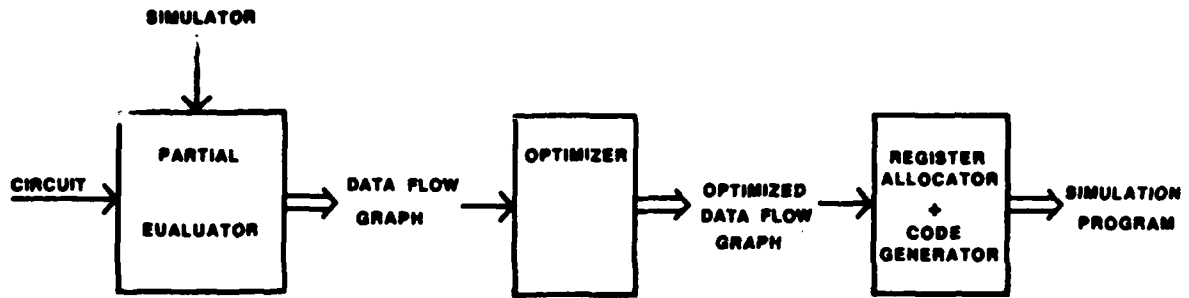 SIMULATOR
CIRCUIT
PARTIAL
EUALUATOR
DATA FLOW
GRAPH
OPTIMIZER
OPTIMIZED
DATA FLOW
GRAPH
REGISTER
ALLOCATOR
+
CODE
GENERATOR
SIMULATION
PROGRAM